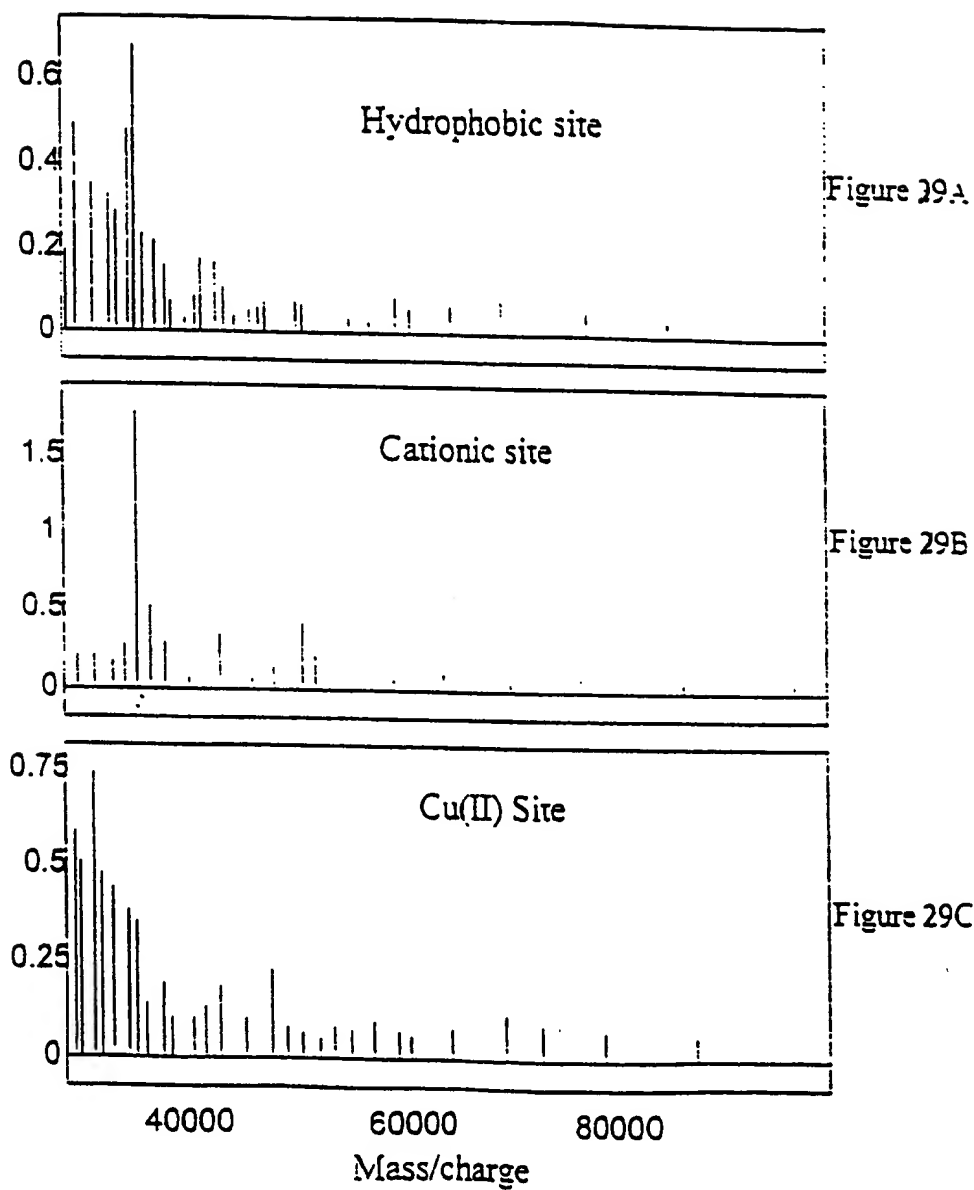 0.6
0.4
0.2
0
Hydrophobic site
Figure 29A
1.5
1
0.5
0
Cationic site
Figure 29B
0.75
0.5
0.25
0
Cu(II) Site
Figure 29C
40000 60000 80000
Mass/charge